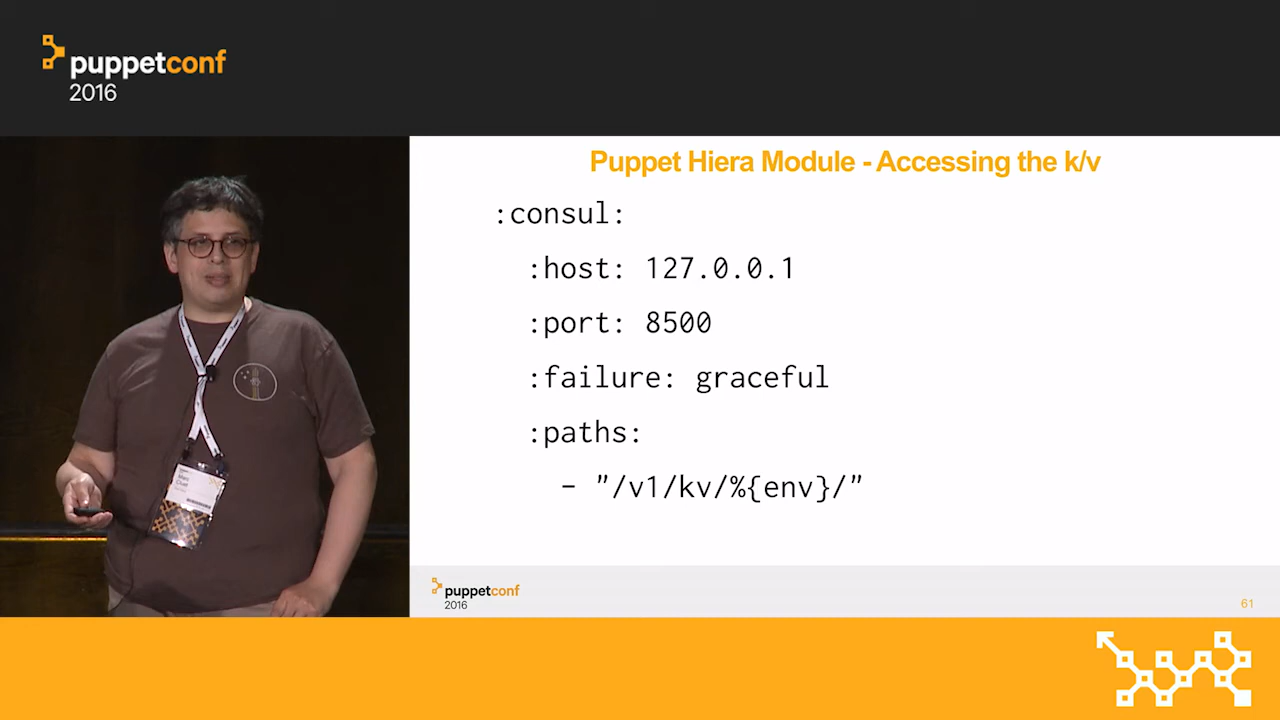 puppetconf
2016
Puppet Hiera Module - Accessing the k/v
:consul:
:host: 127.0.0.1
:port: 8500
:failure: graceful
:paths:
- "/v1/kv/%{env}/"
puppetconf
2016
61